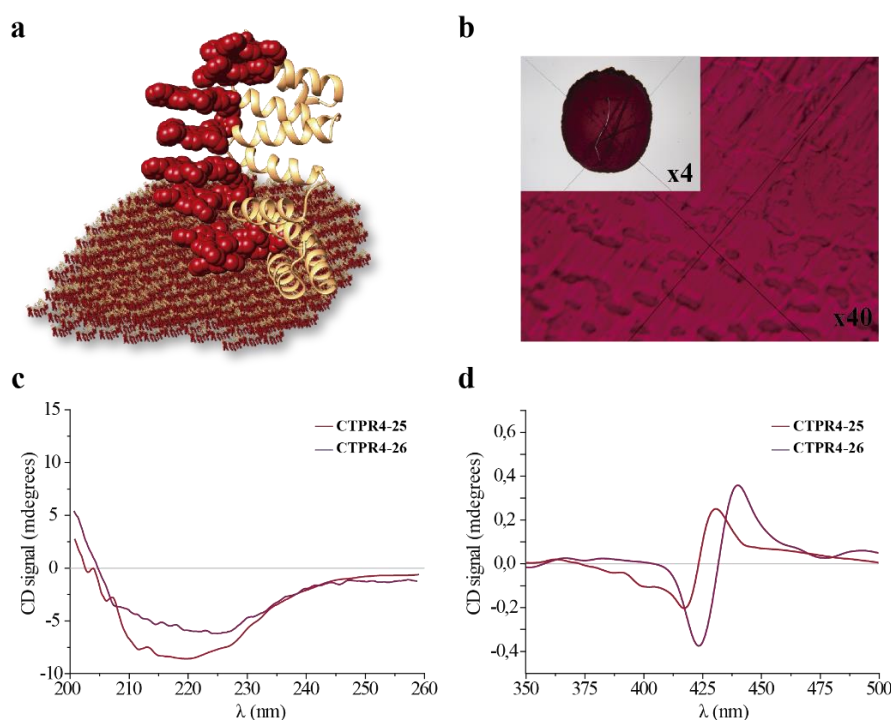 a
b
x4
x40
c
15
10
5
0
-5
-10
200
210
220
230
240
250
260
CD signal (mdegrees)
λ (nm)
CTPR4-25
CTPR4-26
d
0,6
0,4
0,2
0,0
-0,2
-0,4
350
400
425
450
475
500
CD signal (mdegrees)
λ (nm)
CTPR4-25
CTPR4-26